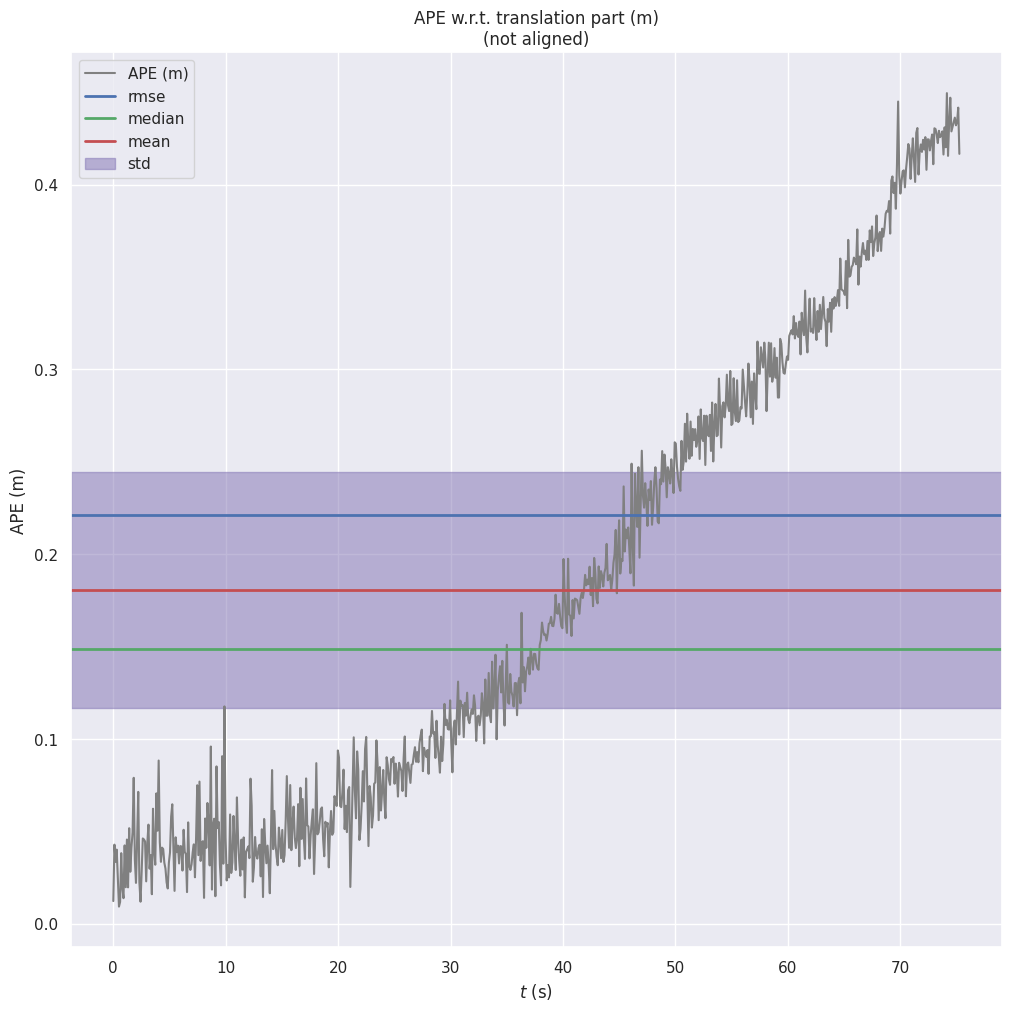 APE w.r.t. translation part (m)
(not aligned)
APE (m)
rmse
median
mean
std
APE (m)
0.4
0.3
0.2
0.1
0.0
0 10 20 30 40 50 60 70
t (s)